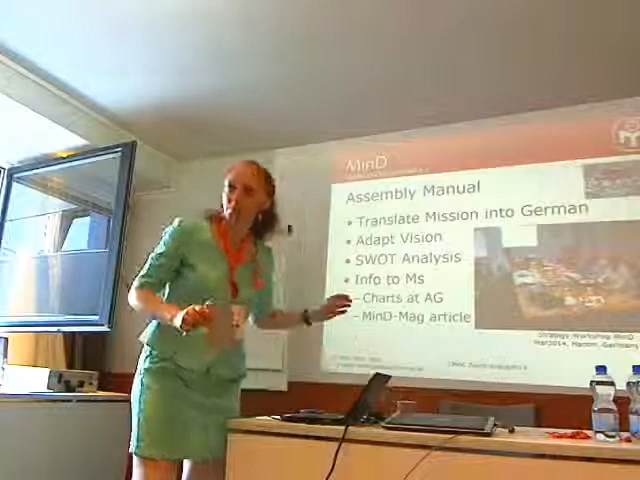 MinD
Assembly Manual
• Translate Mission into German
• Adapt Vision
• SWOT Analysis
• Info to Ms
– Charts at AG
– MinD-Mag article
Strategy Workshop MinD